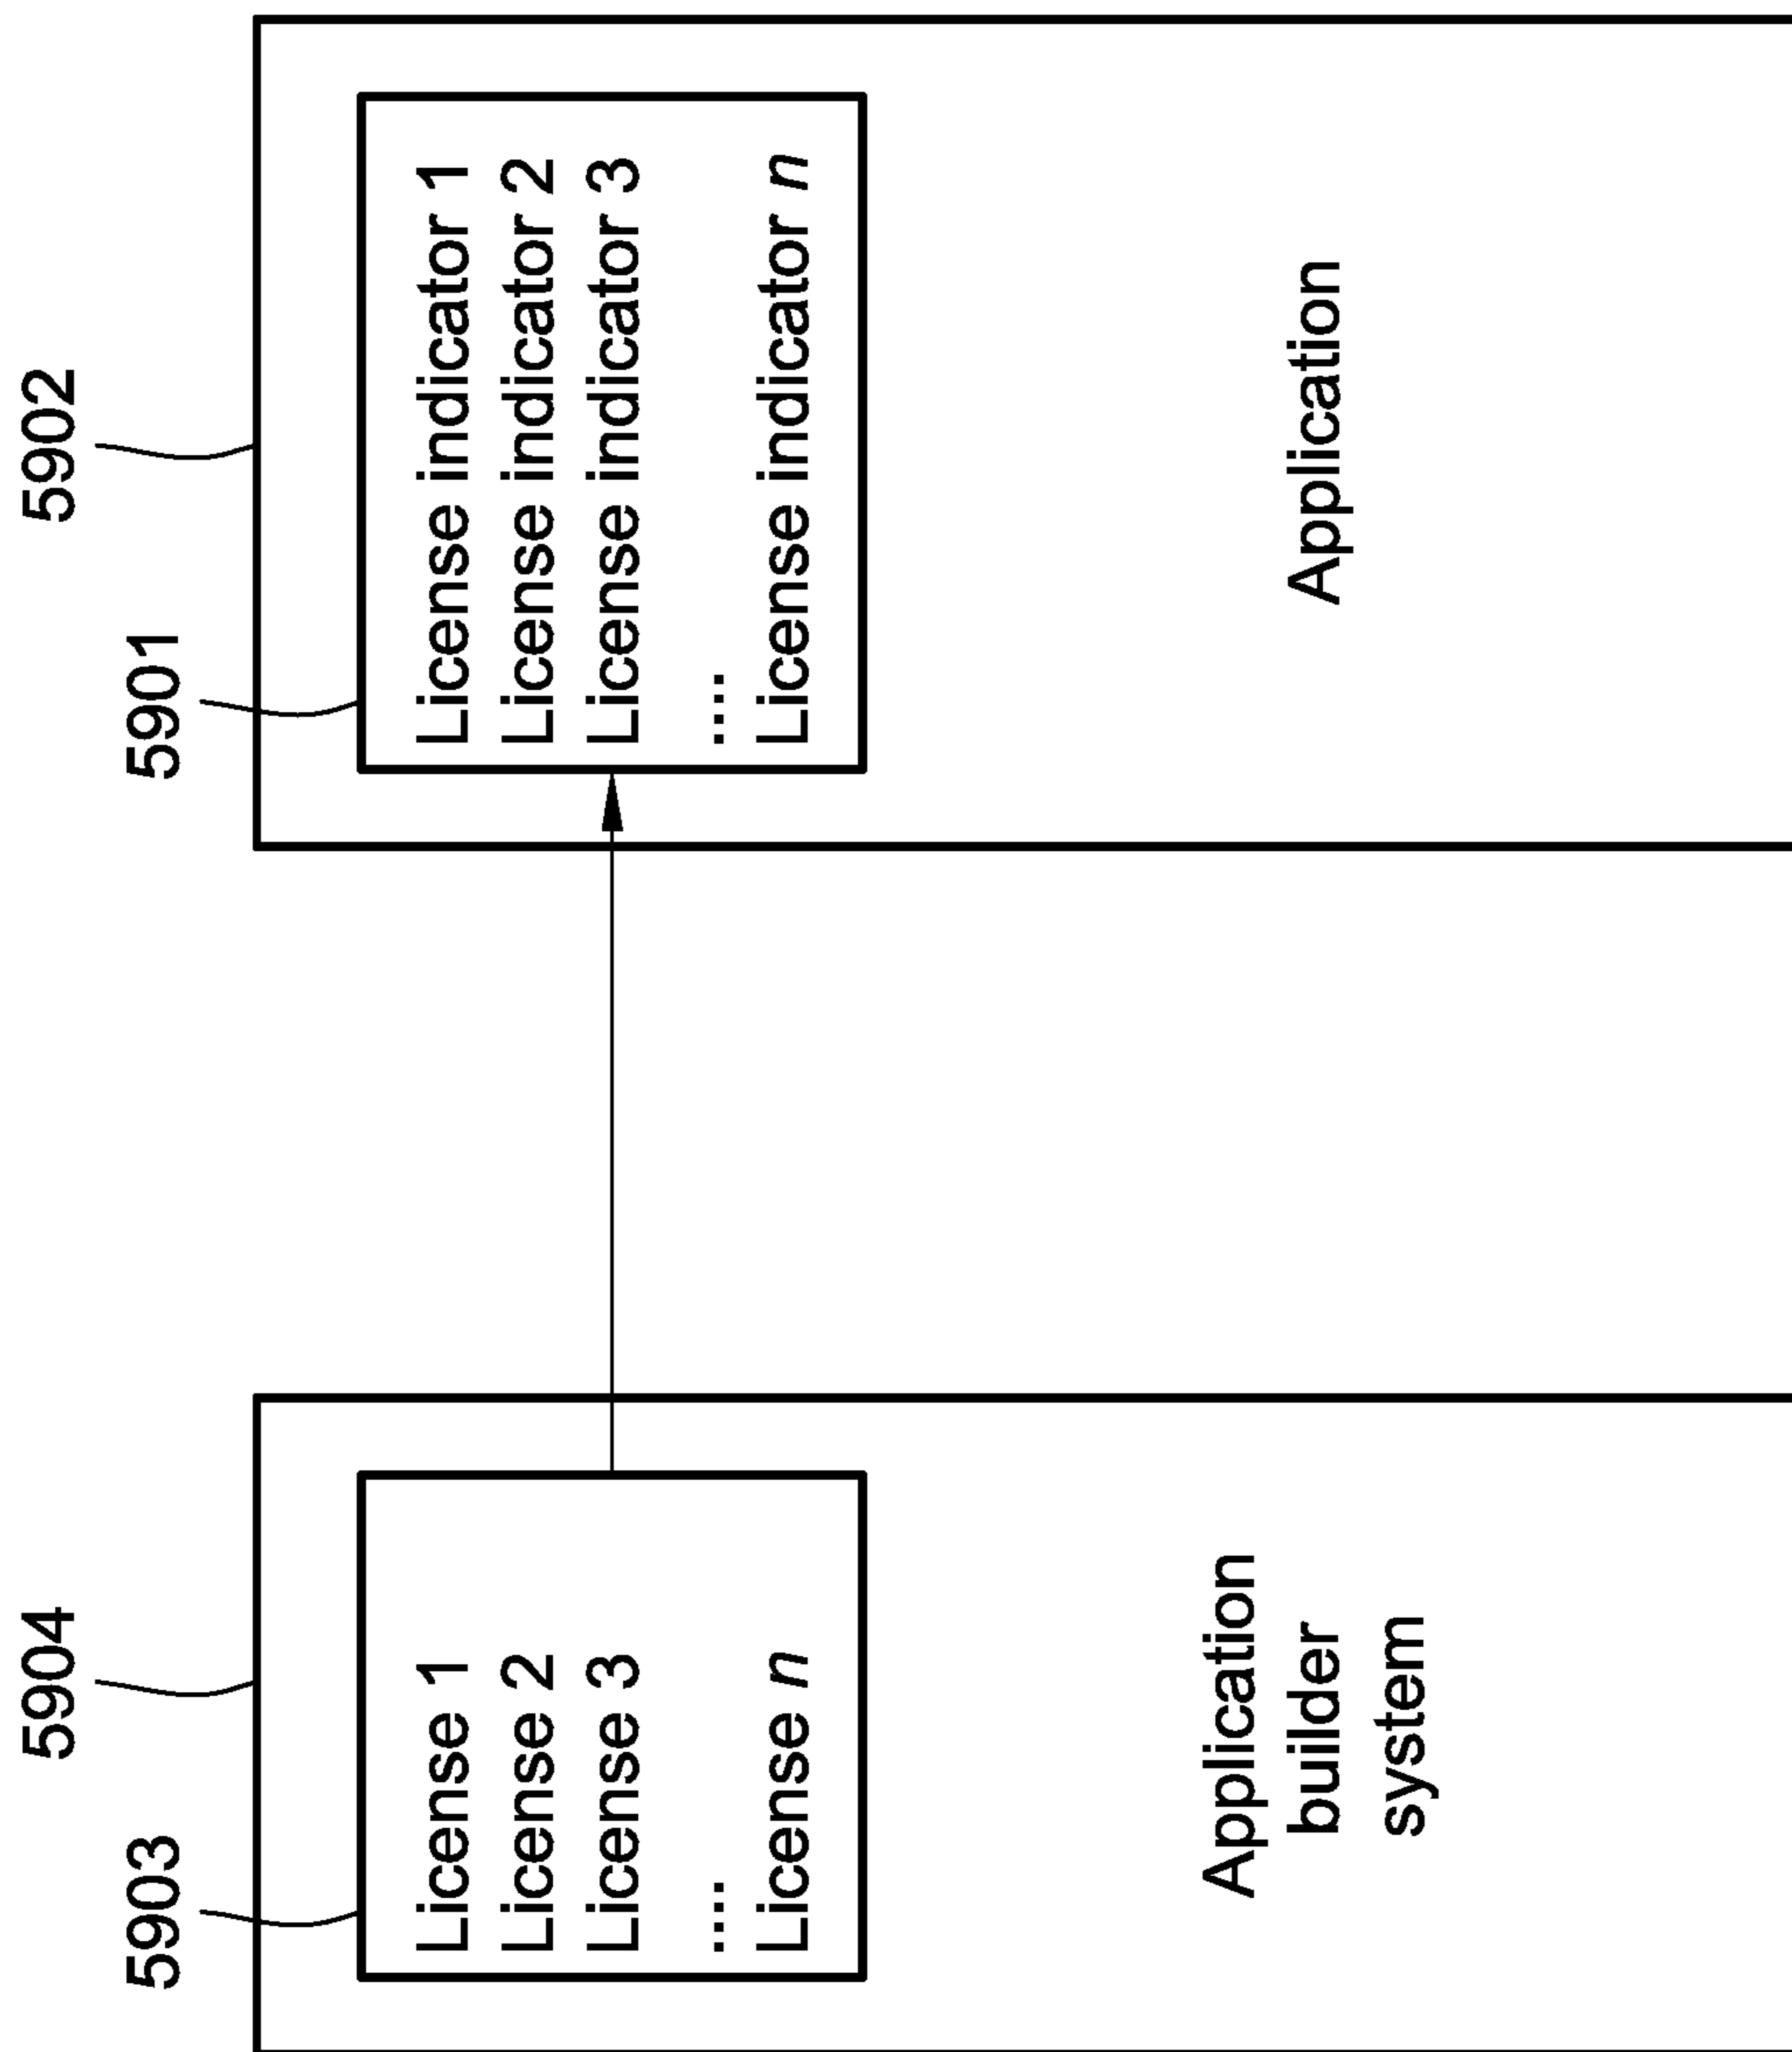 5904
5903
License 1
License 2
License 3
....
License n
Application
builder
system
5902
5901
License indicator 1
License indicator 2
License indicator 3
....
License indicator n
Application